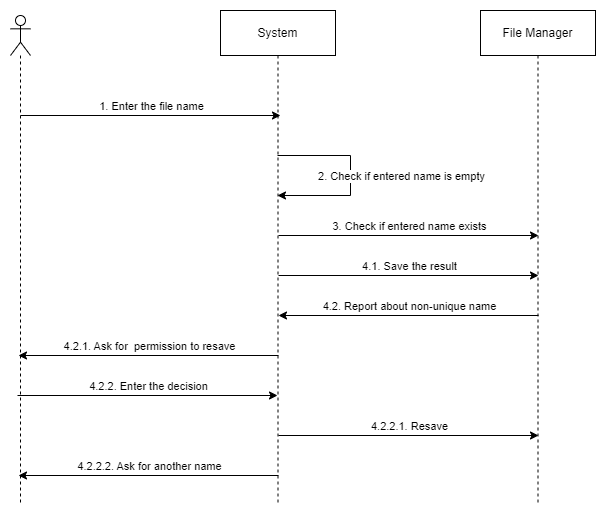 System
File Manager
1. Enter the file name
2. Check if entered name is empty
3. Check if entered name exists
4.1. Save the result
4.2. Report about non-unique name
4.2.1. Ask for  permission to resave
4.2.2. Enter the decision
4.2.2.1. Resave
4.2.2.2. Ask for another name